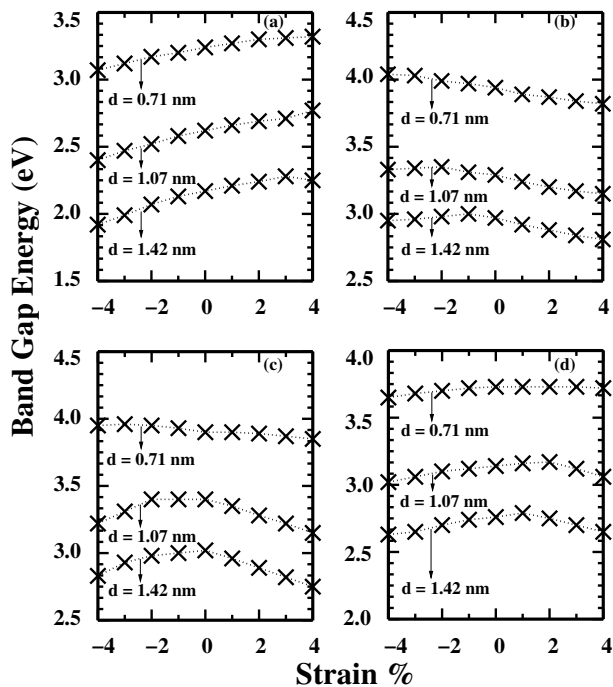 Band Gap Energy (eV)
(a)
3.5
3.0
2.5
2.0
1.5
d = 0.71 nm
d = 1.07 nm
d = 1.42 nm
−4 −2 0 2 4
(b)
4.5
4.0
3.5
3.0
2.5
d = 0.71 nm
d = 1.07 nm
d = 1.42 nm
−4 −2 0 2 4
(c)
4.5
4.0
3.5
3.0
2.5
d = 0.71 nm
d = 1.07 nm
d = 1.42 nm
−4 −2 0 2 4
(d)
4.0
3.5
3.0
2.5
2.0
d = 0.71 nm
d = 1.07 nm
d = 1.42 nm
−4 −2 0 2 4
Strain %